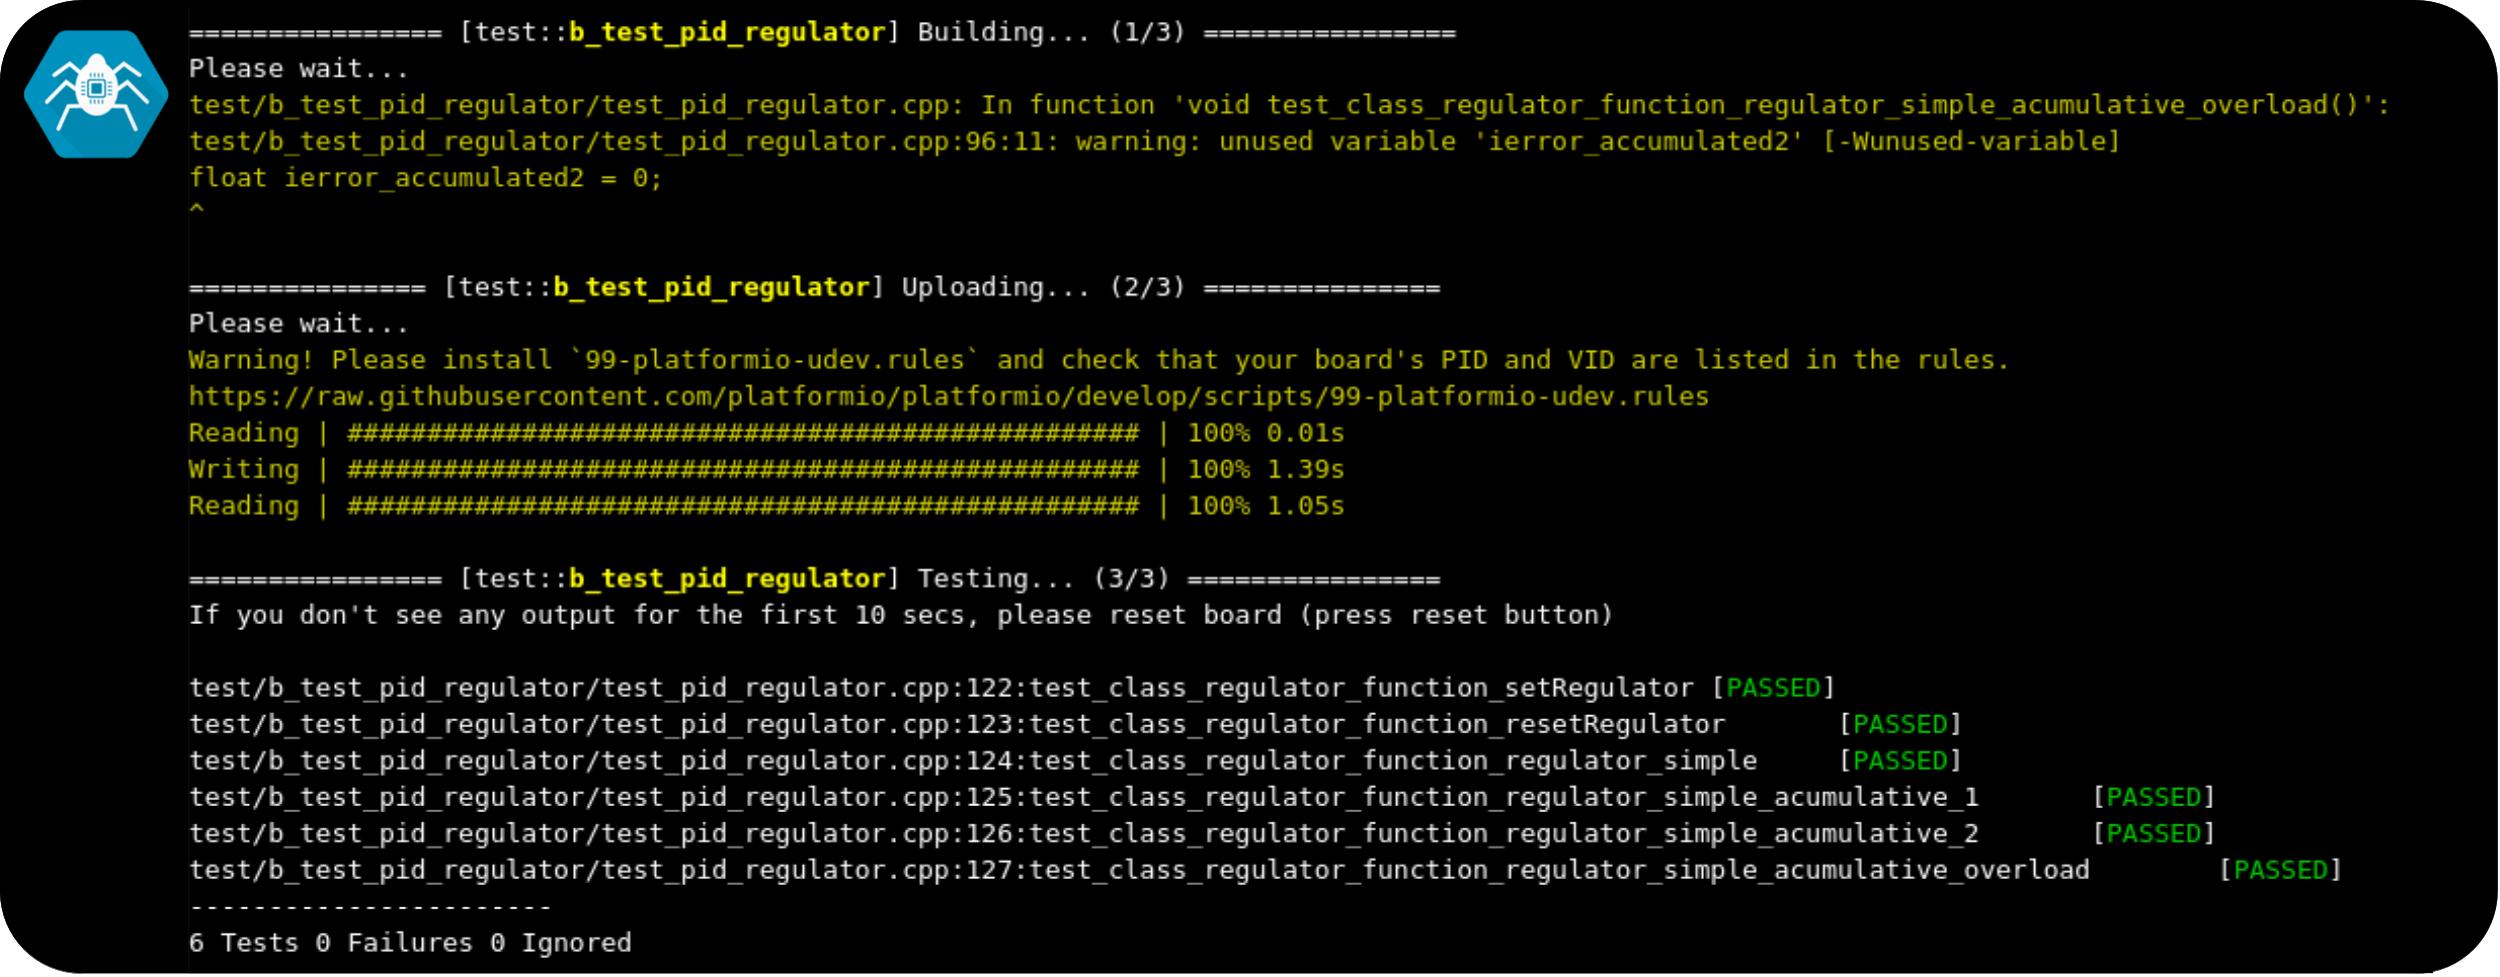 ================ [test::b_test_pid_regulator] Building... (1/3) ================
Please wait...
test/b_test_pid_regulator/test_pid_regulator.cpp: In function 'void test_class_regulator_function_regulator_simple_acumulative_overload()':
test/b_test_pid_regulator/test_pid_regulator.cpp:96:11: warning: unused variable 'ierror_accumulated2' [-Wunused-variable]
float ierror_accumulated2 = 0;
^
=============== [test::b_test_pid_regulator] Uploading... (2/3) ===============
Please wait...
Warning! Please install `99-platformio-udev.rules` and check that your board's PID and VID are listed in the rules.
https://raw.githubusercontent.com/platformio/platformio/develop/scripts/99-platformio-udev.rules
Reading | ################################################## | 100% 0.01s
Writing | ################################################## | 100% 1.39s
Reading | ################################################## | 100% 1.05s
================ [test::b_test_pid_regulator] Testing... (3/3) ================
If you don't see any output for the first 10 secs, please reset board (press reset button)
test/b_test_pid_regulator/test_pid_regulator.cpp:122:test_class_regulator_function_setRegulator [PASSED]
test/b_test_pid_regulator/test_pid_regulator.cpp:123:test_class_regulator_function_resetRegulator [PASSED]
test/b_test_pid_regulator/test_pid_regulator.cpp:124:test_class_regulator_function_regulator_simple [PASSED]
test/b_test_pid_regulator/test_pid_regulator.cpp:125:test_class_regulator_function_regulator_simple_acumulative_1 [PASSED]
test/b_test_pid_regulator/test_pid_regulator.cpp:126:test_class_regulator_function_regulator_simple_acumulative_2 [PASSED]
test/b_test_pid_regulator/test_pid_regulator.cpp:127:test_class_regulator_function_regulator_simple_acumulative_overload [PASSED]
-----------------------
6 Tests 0 Failures 0 Ignored